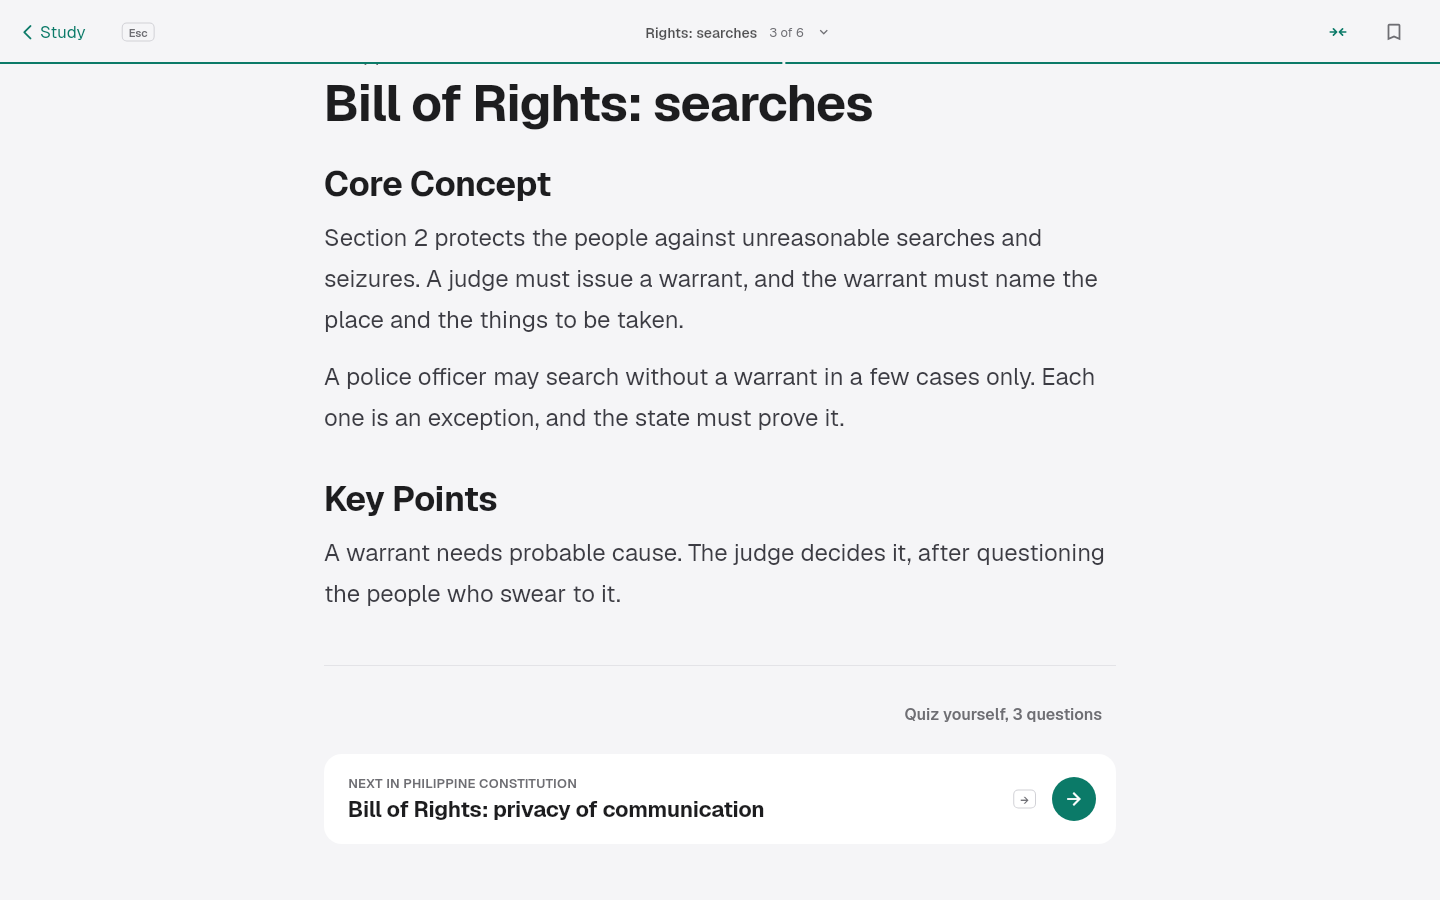 Study
Esc
Rights: searches 3 of 6
Bill of Rights: searches
Core Concept
Section 2 protects the people against unreasonable searches and
seizures. A judge must issue a warrant, and the warrant must name the
place and the things to be taken.
A police officer may search without a warrant in a few cases only. Each
one is an exception, and the state must prove it.
Key Points
A warrant needs probable cause. The judge decides it, after questioning
the people who swear to it.
Quiz yourself, 3 questions
NEXT IN PHILIPPINE CONSTITUTION
Bill of Rights: privacy of communication